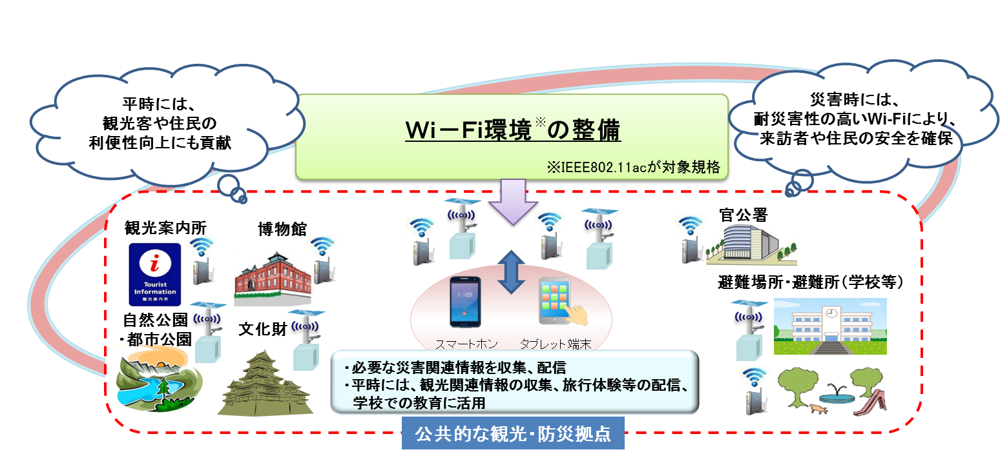 平時には、
観光客や住民の
利便性向上にも貢献
Wi－Fi環境※の整備
※IEEE802.11acが対象規格
災害時には、
耐災害性の高いWi-Fiにより、
来訪者や住民の安全を確保
観光案内所
博物館
官公署
i
Tourist
Information
観光案内所
避難場所・避難所（学校等）
自然公園
・都市公園
文化財
1:16
スマートホン
タブレット端末
・必要な災害関連情報を収集、配信
・平時には、観光関連情報の収集、旅行体験等の配信、
学校での教育に活用
公共的な観光・防災拠点